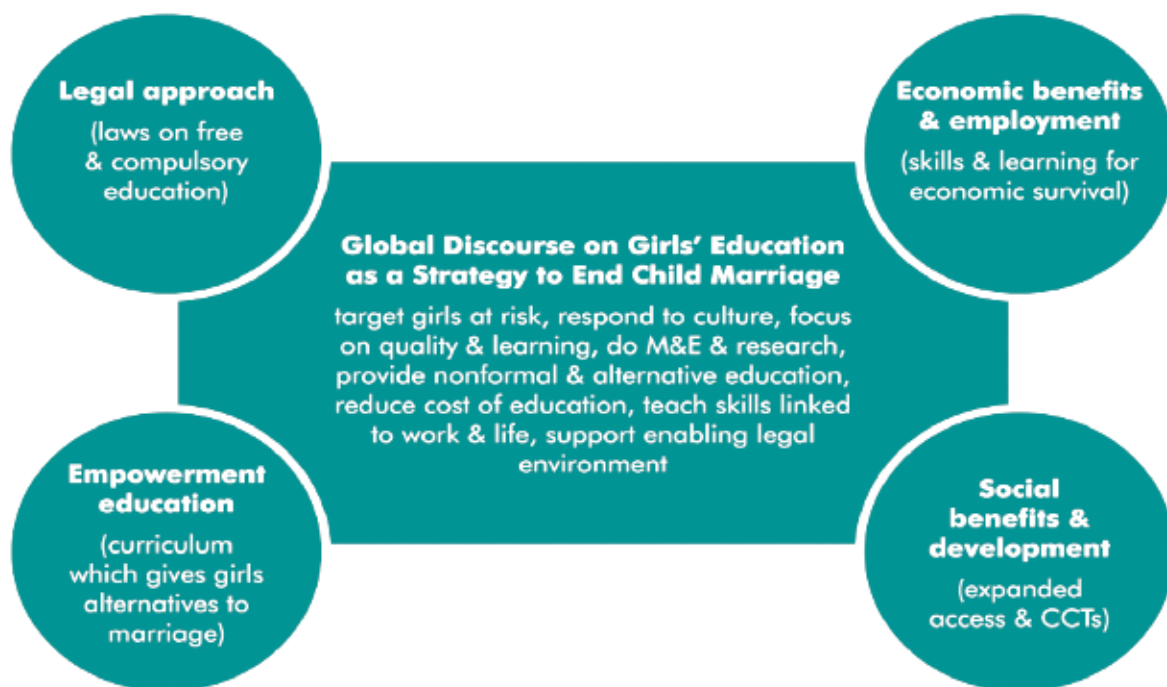 Legal approach
(laws on free
& compulsory
education)
Economic benefits
& employment
(skills & learning for
economic survival)
Global Discourse on Girls’ Education
as a Strategy to End Child Marriage
target girls at risk, respond to culture, focus
on quality & learning, do M&E & research,
provide nonformal & alternative education,
reduce cost of education, teach skills linked
to work & life, support enabling legal
environment
Empowerment
education
(curriculum
which gives girls
alternatives to
marriage)
Social
benefits &
development
(expanded
access & CCTs)